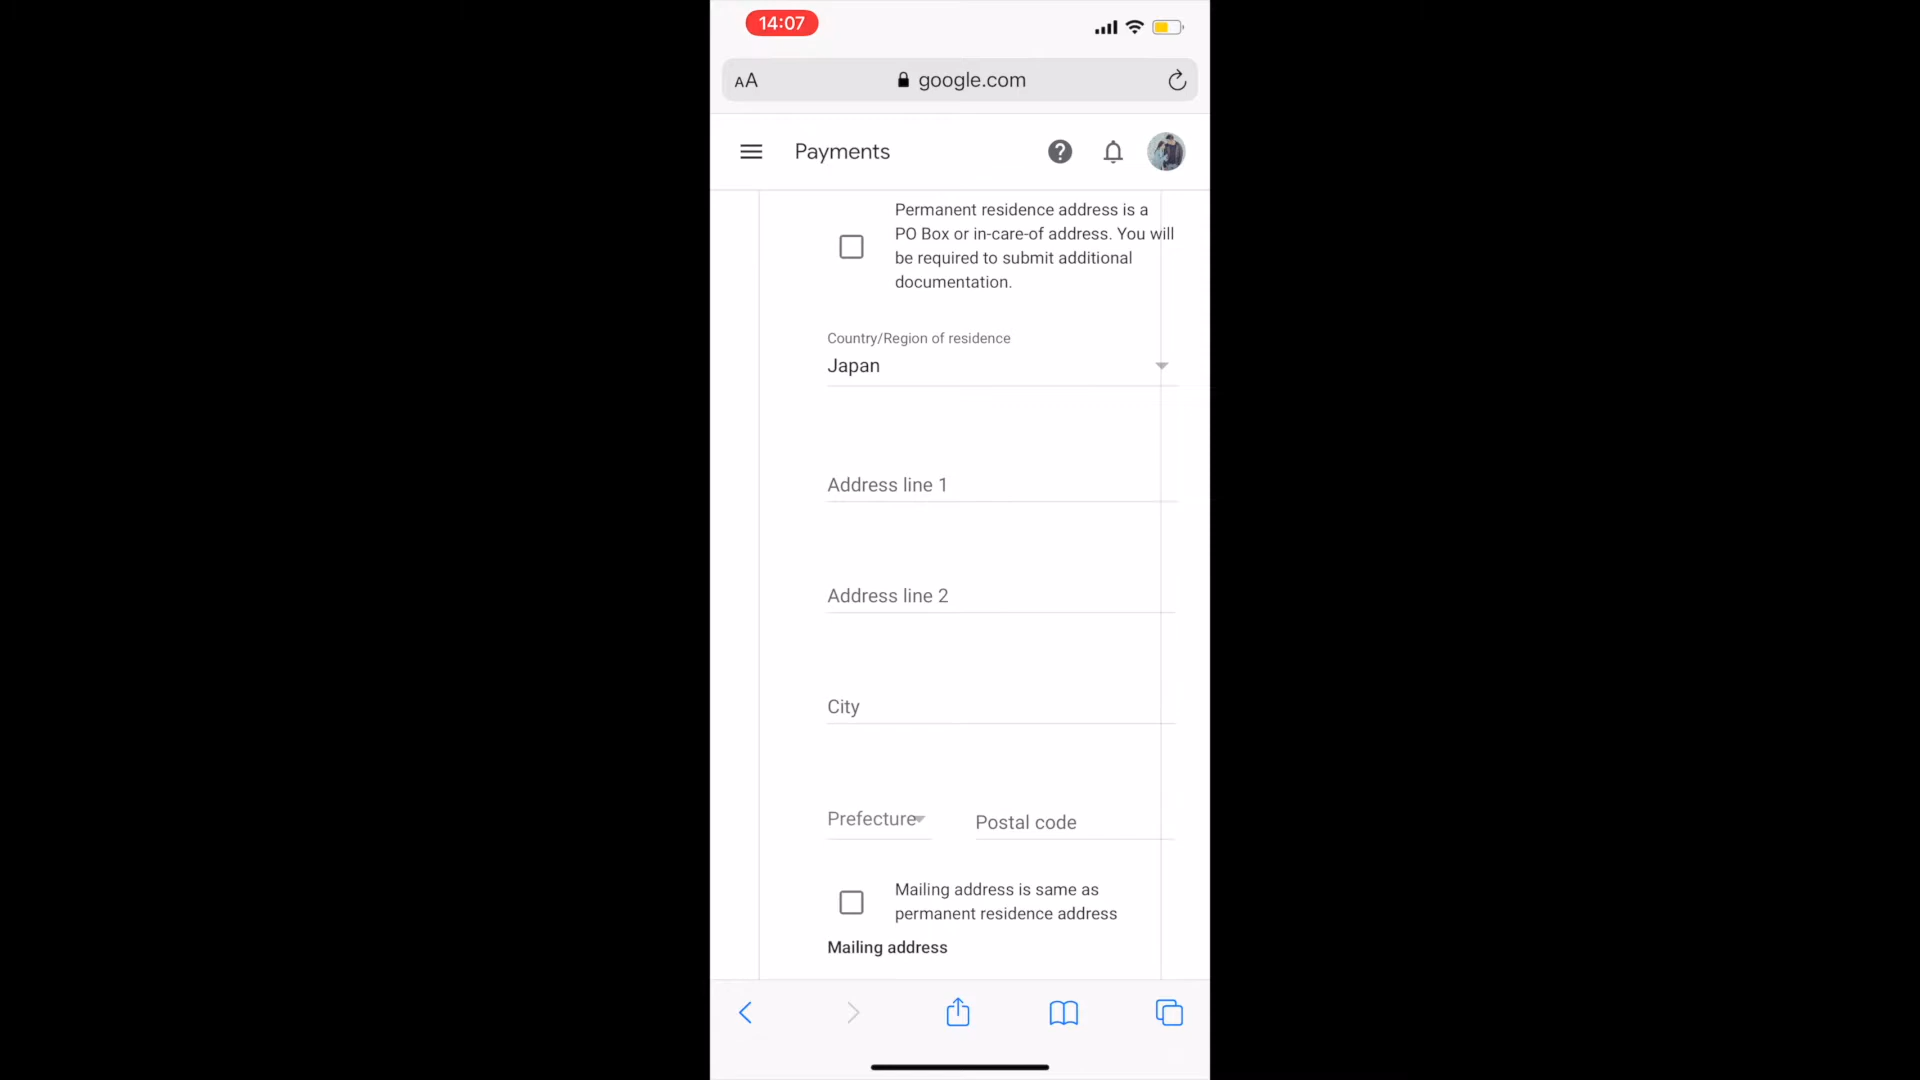 14:07
AA
google.com
Payments
Permanent residence address is a
PO Box or in-care-of address. You will
be required to submit additional
documentation.
Country/Region of residence
Japan
Address line 1
Address line 2
City
Prefecture
Postal code
Mailing address is same as
permanent residence address
Mailing address